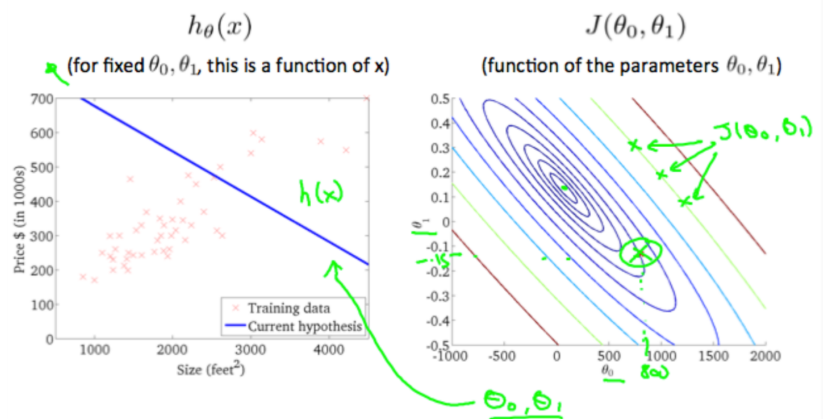 hθ(x)
(for fixed θ₀, θ₁, this is a function of x)
700
600
500
400
300
200
100
0
Price $ (in 1000s)
1000
2000
3000
4000
Size (feet²)
h(x)
Training data
Current hypothesis
θ₀, θ₁
J(θ₀, θ₁)
(function of the parameters θ₀, θ₁)
0.5
0.4
0.3
0.2
0.1
0
-0.1
-0.2
-0.3
-0.4
-0.5
θ₁
-.15
-1000
-500
0
500
1000
1500
2000
θ₀
800
J(θ₀, θ₁)